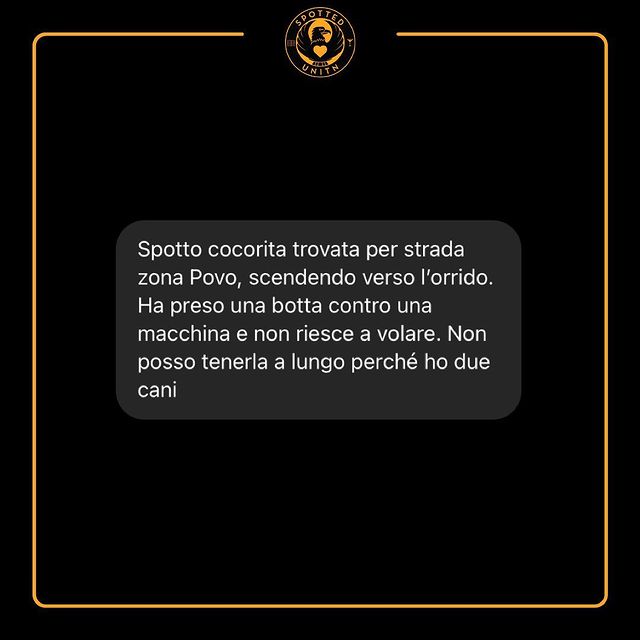 SPOTTED
UNITN
Spotto cocorita trovata per strada
zona Povo, scendendo verso l’orrido.
Ha preso una botta contro una
macchina e non riesce a volare. Non
posso tenerla a lungo perché ho due
cani